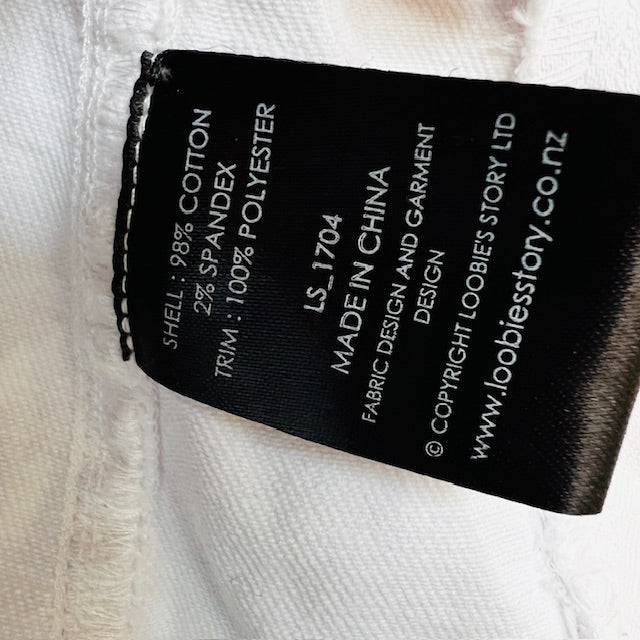 SHELL : 98% COTTON
2% SPANDEX
TRIM : 100% POLYESTER
LS_1704
MADE IN CHINA
FABRIC DESIGN AND GARMENT
DESIGN
© COPYRIGHT LOOBIE'S STORY LTD
www.loobiesstory.co.nz